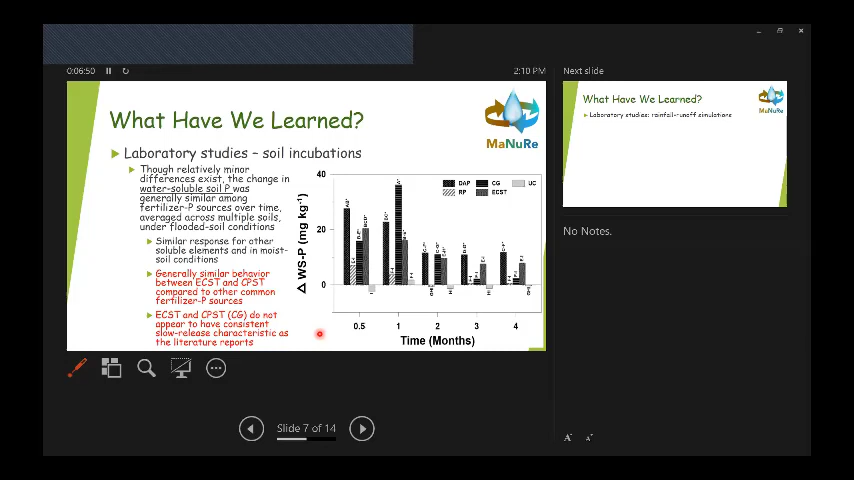 0:06:50
2:10 PM
Next slide
What Have We Learned?
MaNuRe
Laboratory studies – soil incubations
Though relatively minor
differences exist, the change in
water-soluble soil P was
generally similar among
fertilizer-P sources over time,
averaged across multiple soils,
under flooded-soil conditions
Similar response for other
soluble elements and in moist-
soil conditions
Generally similar behavior
between ECST and CPST
compared to other common
fertilizer-P sources
ECST and CPST (CG) do not
appear to have consistent
slow-release characteristic as
the literature reports
Δ WS-P (mg kg⁻¹)
40
20
0
DAP
CG
UC
RP
ECST
0.5
1
2
3
4
Time (Months)
What Have We Learned?
MaNuRe
Laboratory studies: rainfall-runoff simulations
No Notes.
Slide 7 of 14
A
A